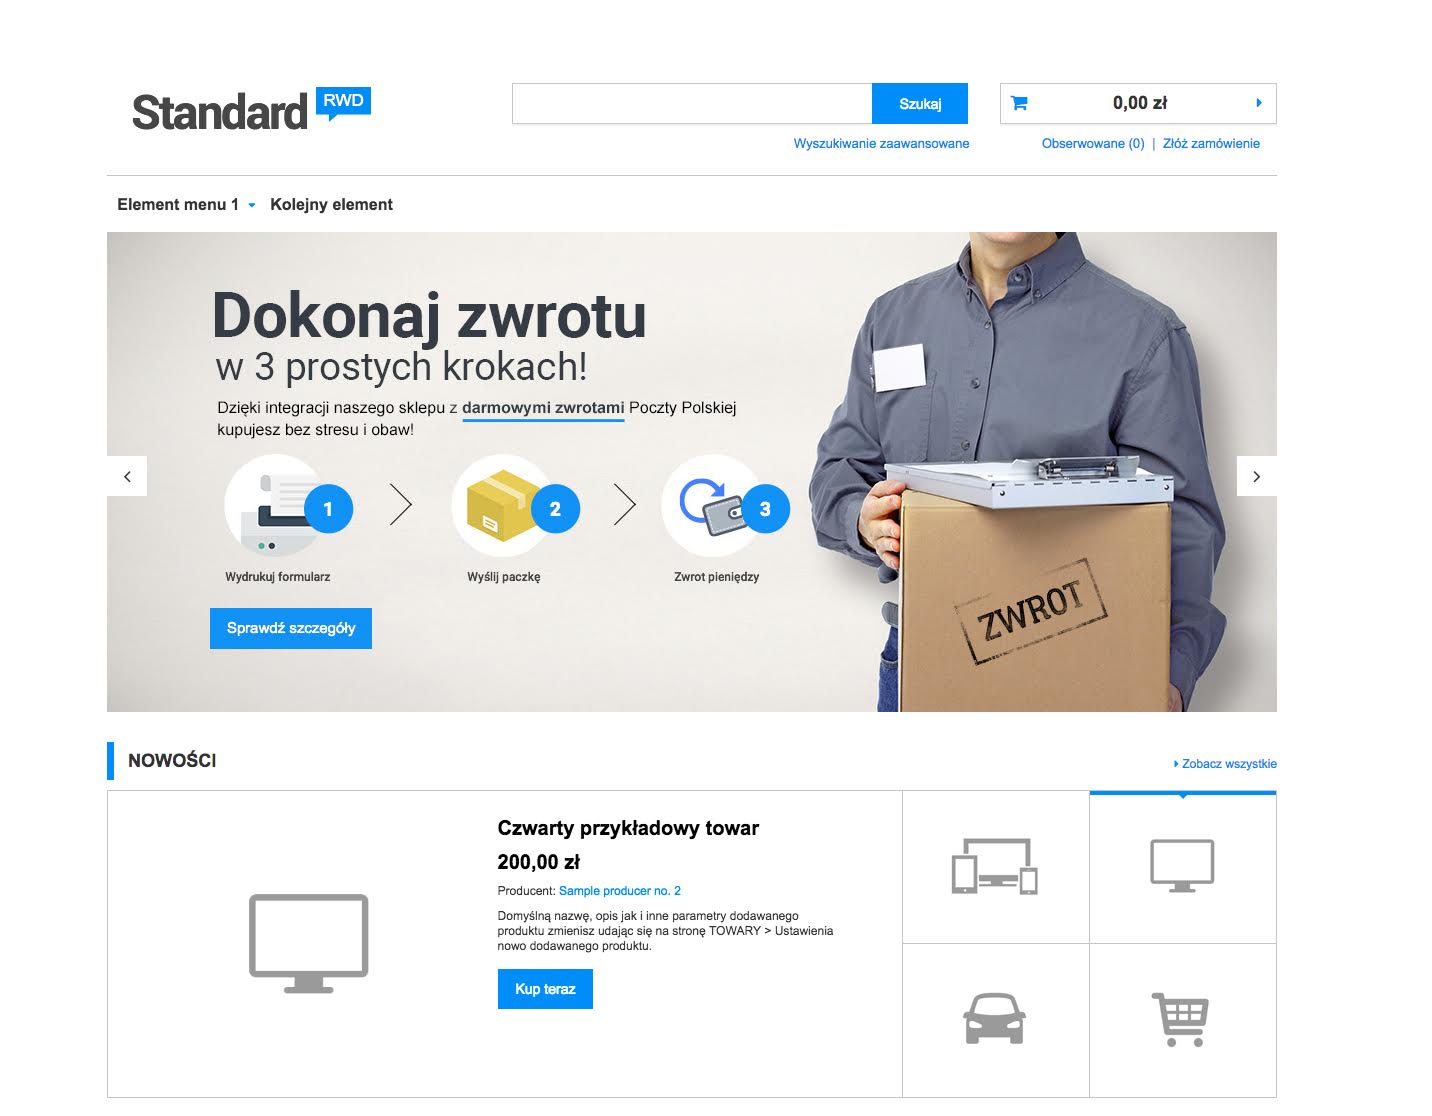 Standard RWD
Szukaj
0,00 zł
Wyszukiwanie zaawansowane
Obserwowane (0) | Złóż zamówienie
Element menu 1
Kolejny element
Dokonaj zwrotu
w 3 prostych krokach!
Dzięki integracji naszego sklepu z darmowymi zwrotami Poczty Polskiej
kupujesz bez stresu i obaw!
1
2
3
Wydrukuj formularz
Wyślij paczkę
Zwrot pieniędzy
Sprawdź szczegóły
ZWROT
NOWOŚCI
Zobacz wszystkie
Czwarty przykładowy towar
200,00 zł
Producent: Sample producer no. 2
Domyślną nazwę, opis jak i inne parametry dodawanego
produktu zmienisz udając się na stronę TOWARY > Ustawienia
nowo dodawanego produktu.
Kup teraz